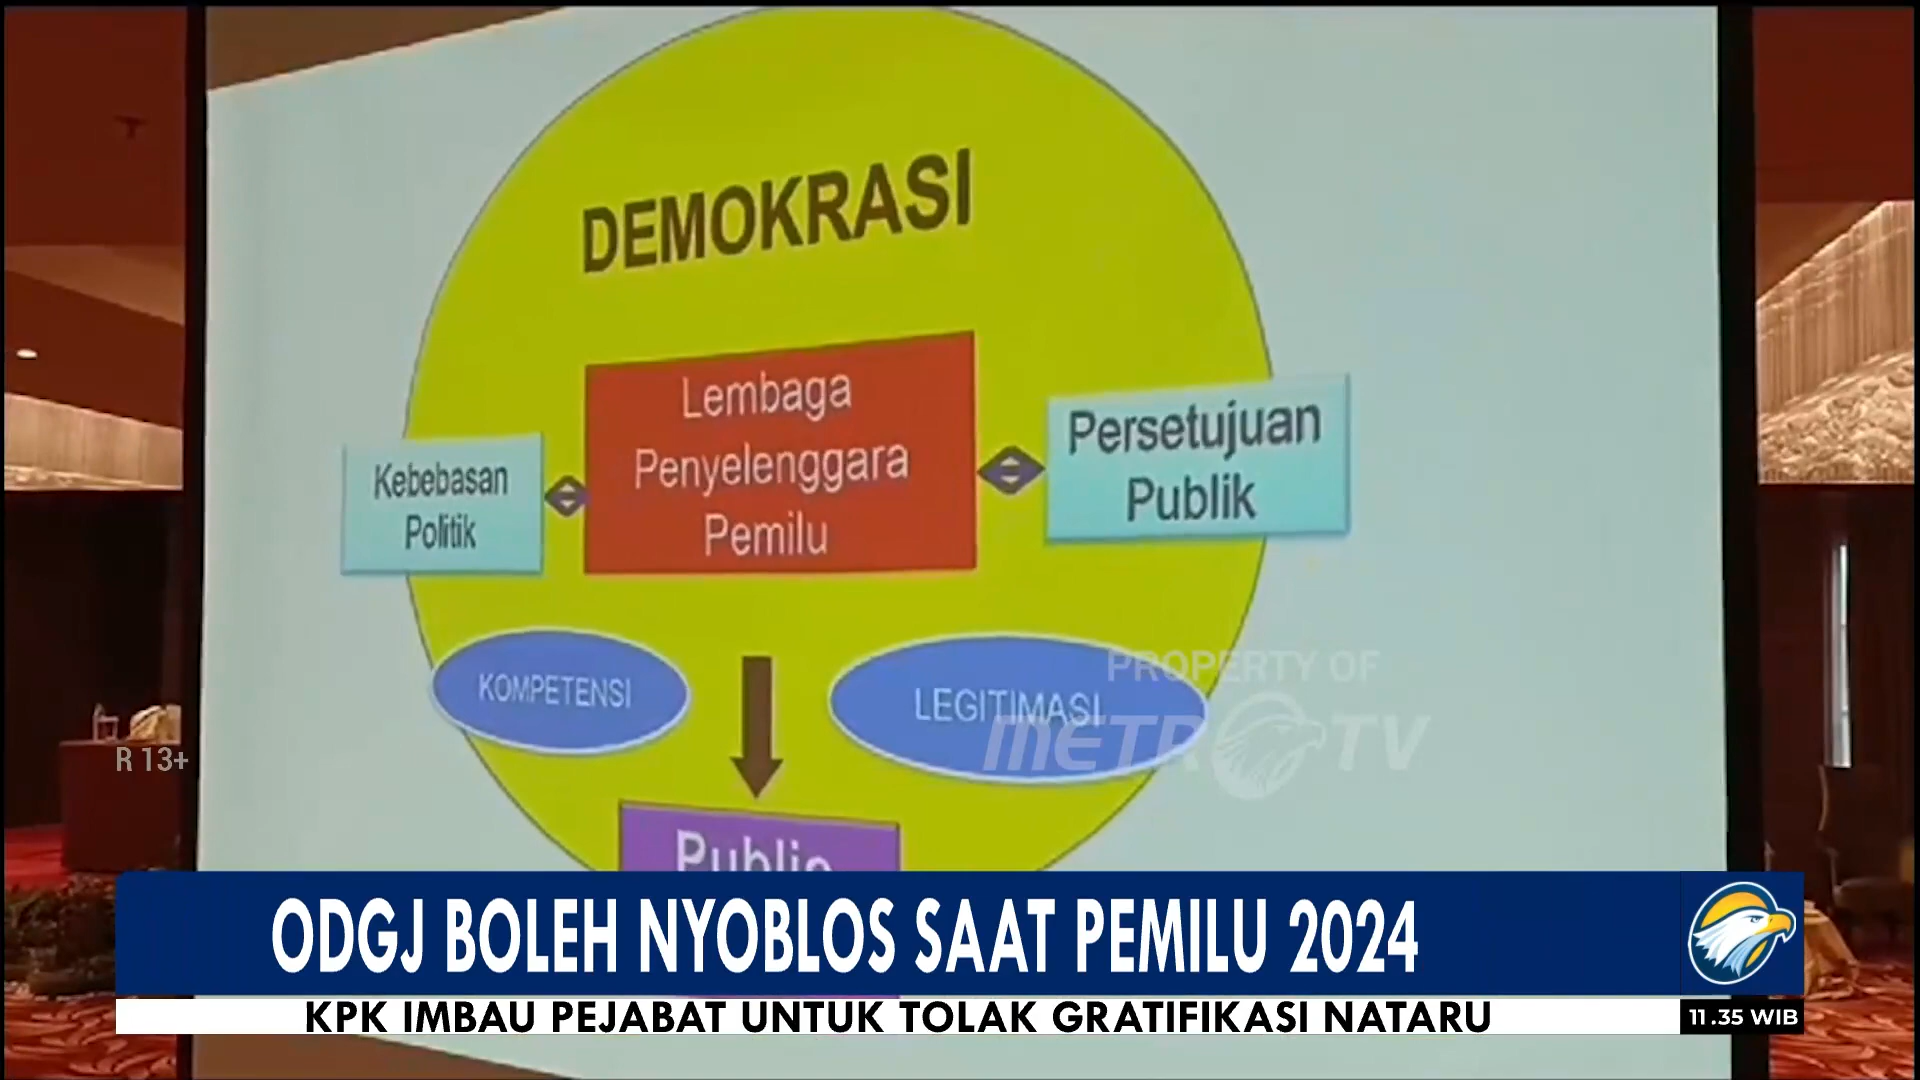 DEMOKRASI
Lembaga
Penyelenggara
Pemilu
Kebebasan
Politik
Persetujuan
Publik
KOMPETENSI
LEGITIMASI
PROPERTY OF
METRO TV
R 13+
ODGJ BOLEH NYOBLOS SAAT PEMILU 2024
KPK IMBAU PEJABAT UNTUK TOLAK GRATIFIKASI NATARU
11.35 WIB